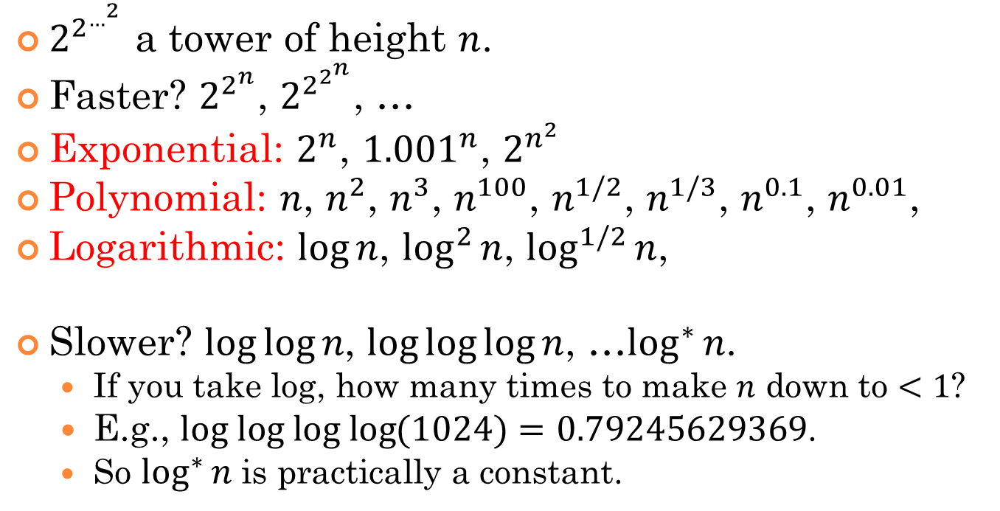 $2^{2^{\dots^{2}}}$ a tower of height $n$.
Faster? $2^{2^n}$, $2^{2^{2^n}}$, …
Exponential: $2^n$, $1.001^n$, $2^{n^2}$
Polynomial: $n$, $n^2$, $n^3$, $n^{100}$, $n^{1/2}$, $n^{1/3}$, $n^{0.1}$, $n^{0.01}$,
Logarithmic: $\log n$, $\log^2 n$, $\log^{1/2} n$,
Slower? $\log\log n$, $\log\log\log n$, …$\log^* n$.
If you take log, how many times to make $n$ down to $< 1$?
E.g., $\log\log\log\log(1024) = 0.79245629369$.
So $\log^* n$ is practically a constant.